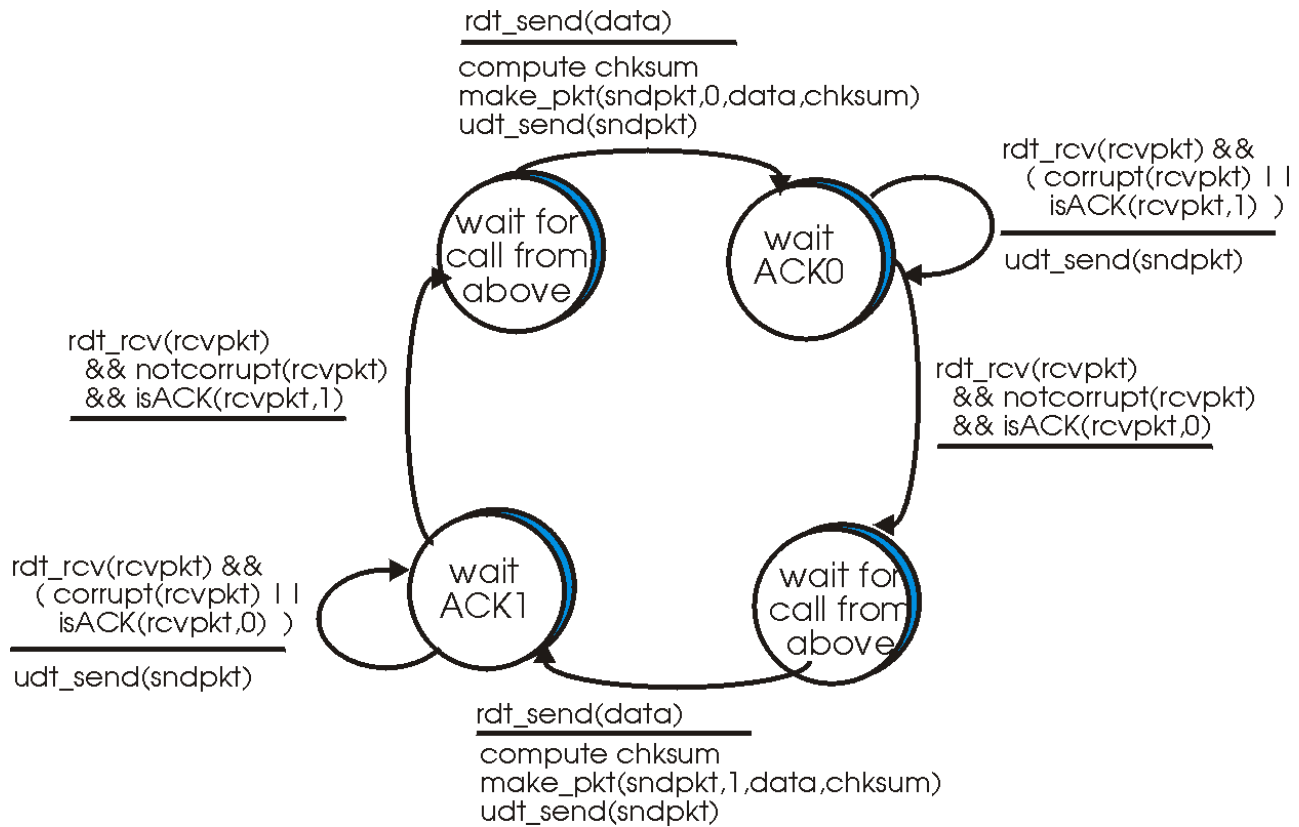 rdt_send(data)
compute chksum
make_pkt(sndpkt,0,data,chksum)
udt_send(sndpkt)
wait for
call from
above
wait
ACK0
rdt_rcv(rcvpkt) &&
( corrupt(rcvpkt) ||
isACK(rcvpkt,1) )
udt_send(sndpkt)
rdt_rcv(rcvpkt)
&& notcorrupt(rcvpkt)
&& isACK(rcvpkt,1)
rdt_rcv(rcvpkt)
&& notcorrupt(rcvpkt)
&& isACK(rcvpkt,0)
rdt_rcv(rcvpkt) &&
( corrupt(rcvpkt) ||
isACK(rcvpkt,0) )
udt_send(sndpkt)
wait
ACK1
wait for
call from
above
rdt_send(data)
compute chksum
make_pkt(sndpkt,1,data,chksum)
udt_send(sndpkt)